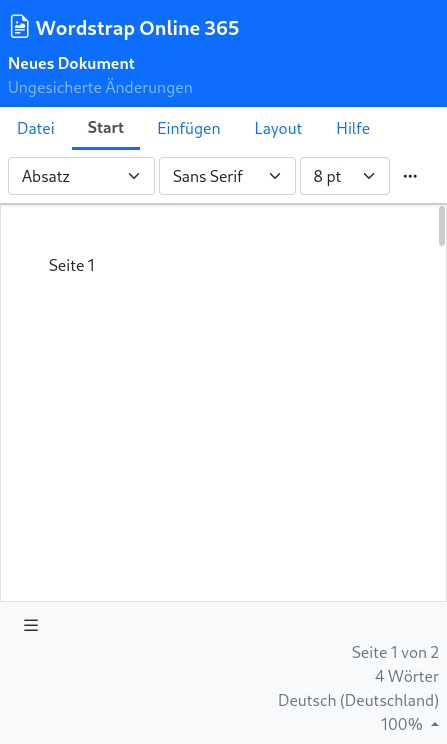 Wordstrap Online 365
Neues Dokument
Ungesicherte Änderungen
Datei Start Einfügen Layout Hilfe
Absatz Sans Serif 8 pt ···
Seite 1
Seite 1 von 2
4 Wörter
Deutsch (Deutschland)
100%